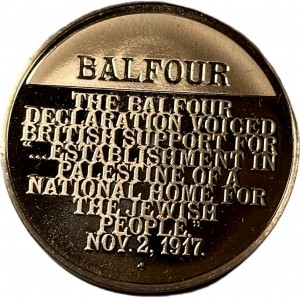 BALFOUR
THE BALFOUR
DECLARATION VOICED
BRITISH SUPPORT FOR
"...ESTABLISHMENT IN
PALESTINE OF A
NATIONAL HOME FOR
THE JEWISH
PEOPLE."
NOV. 2, 1917.